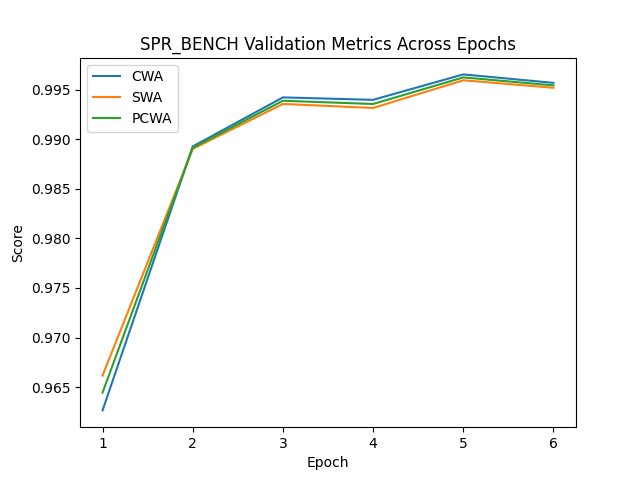 SPR_BENCH Validation Metrics Across Epochs
CWA
SWA
PCWA
0.995
0.990
0.985
0.980
0.975
0.970
0.965
Score
1 2 3 4 5 6
Epoch